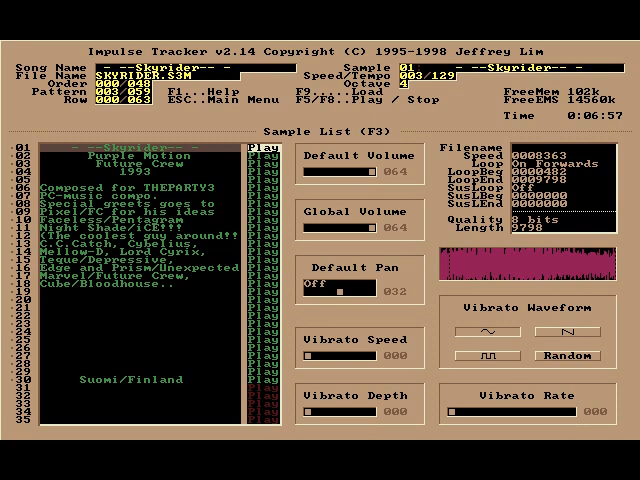 Impulse Tracker v2.14 Copyright (C) 1995-1998 Jeffrey Lim
Song Name - -Skyrider-- - Sample 01 - --Skyrider-- -
File Name SKYRIDER.S3M Speed/Tempo 003/129
Order 000/048 Octave 4
Pattern 003/059 F1...Help F9.....Load FreeMem 102k
Row 000/063 ESC..Main Menu F5/F8..Play / Stop FreeEMS 14560k
Time 0:06:57
Sample List (F3)
01 - --Skyrider-- - Play
02 Purple Motion Play
03 Future Crew Play
04 1993 Play
05 Play
06 Composed for THEPARTY3 Play
07 PC-music compo. Play
08 Special greets goes to Play
09 Pixel/FC for his ideas Play
10 Faceless/Pentagram Play
11 Night Shade/iCE!!! Play
12 (The coolest guy around!! Play
13 C.C.Catch, Cybelius, Play
14 Mellow-D, Lord Cyrix, Play
15 Teque/Depressive, Play
16 Edge and Prism/Unexpected Play
17 Marvel/Future Crew, Play
18 Cube/Bloodhouse.. Play
19 Play
20 Play
21 Play
22 Play
23 Play
24 Play
25 Play
26 Play
27 Play
28 Play
29 Play
30 Suomi/Finland Play
31 Play
32 Play
33 Play
34 Play
35 Play
Default Volume
064
Global Volume
064
Default Pan
Off
032
Vibrato Speed
000
Vibrato Depth
000
Filename
Speed 0008363
Loop On Forwards
LoopBeg 0000482
LoopEnd 0009798
SusLoop Off
SusLBeg 0000000
SusLEnd 0000000
Quality 8 bits
Length 9798
Vibrato Waveform
Random
Vibrato Rate
000